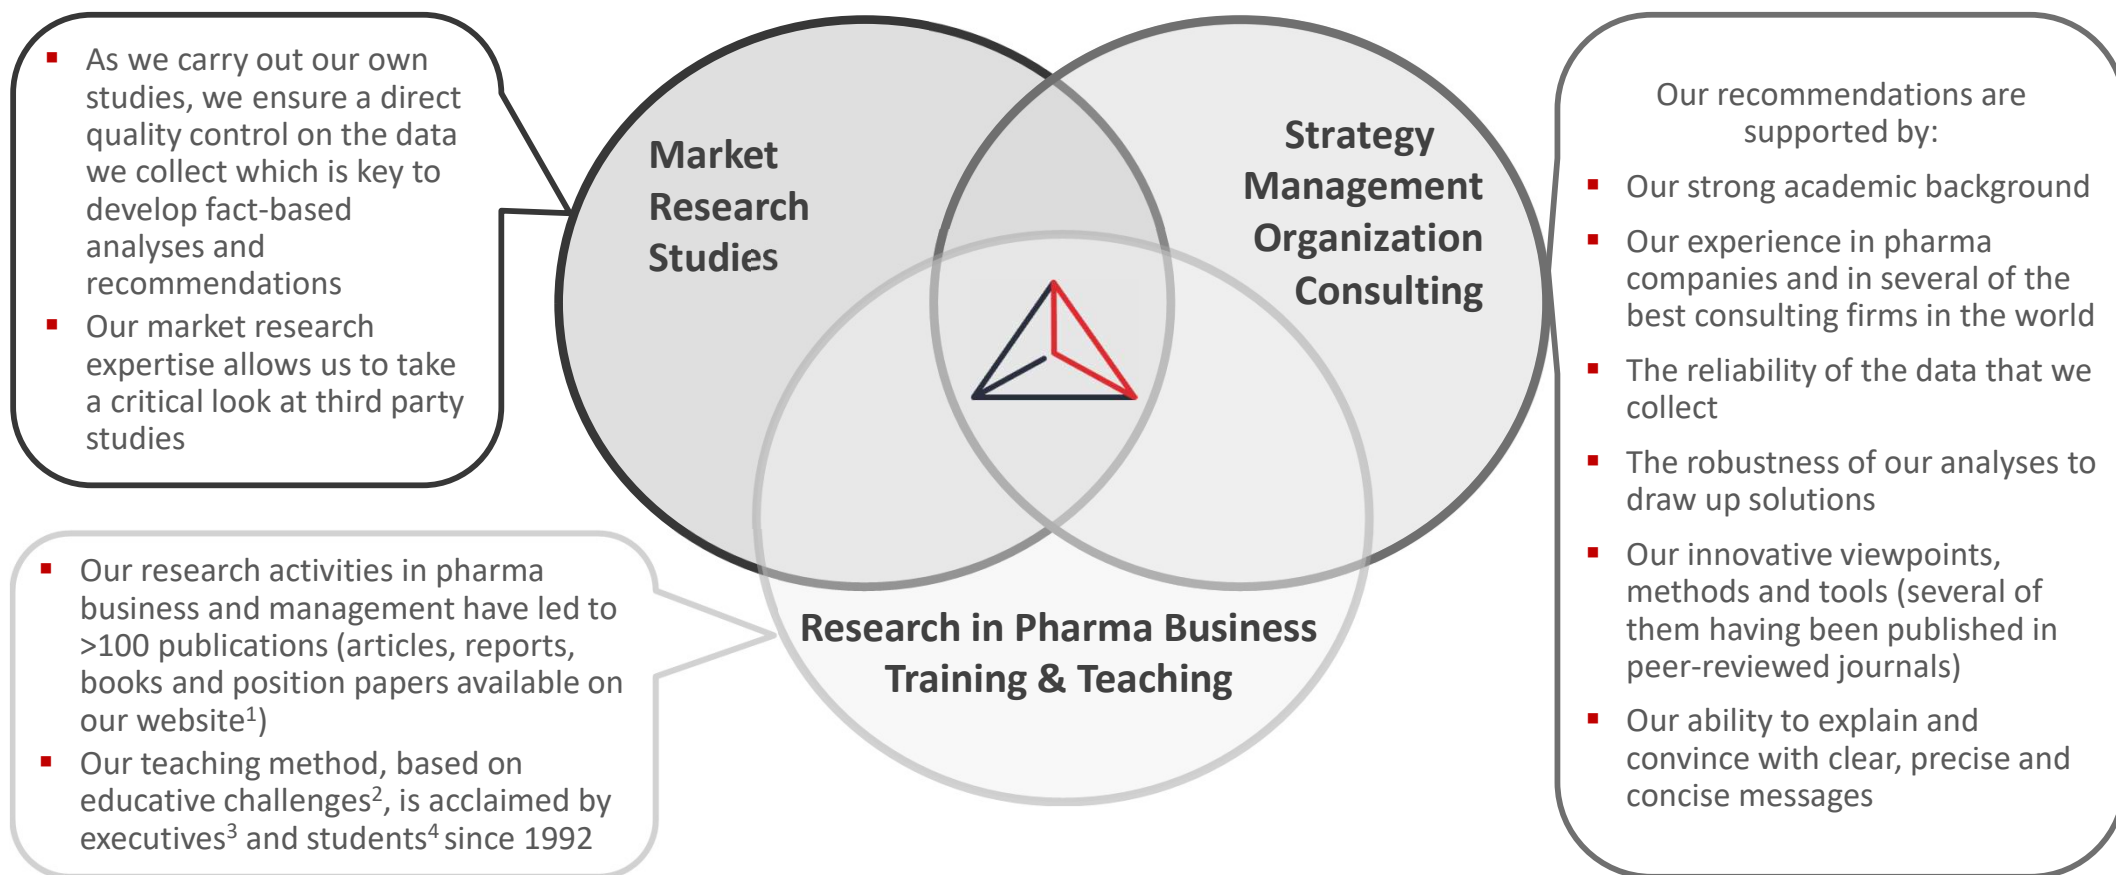 ▪ As we carry out our own
studies, we ensure a direct
quality control on the data
we collect which is key to
develop fact-based
analyses and
recommendations
▪ Our market research
expertise allows us to take
a critical look at third party
studies
Market
Research
Studies
Strategy
Management
Organization
Consulting
Research in Pharma Business
Training & Teaching
▪ Our research activities in pharma
business and management have led to
>100 publications (articles, reports,
books and position papers available on
our website¹)
▪ Our teaching method, based on
educative challenges², is acclaimed by
executives³ and students⁴ since 1992
Our recommendations are
supported by:
▪ Our strong academic background
▪ Our experience in pharma
companies and in several of the
best consulting firms in the world
▪ The reliability of the data that we
collect
▪ The robustness of our analyses to
draw up solutions
▪ Our innovative viewpoints,
methods and tools (several of
them having been published in
peer-reviewed journals)
▪ Our ability to explain and
convince with clear, precise and
concise messages